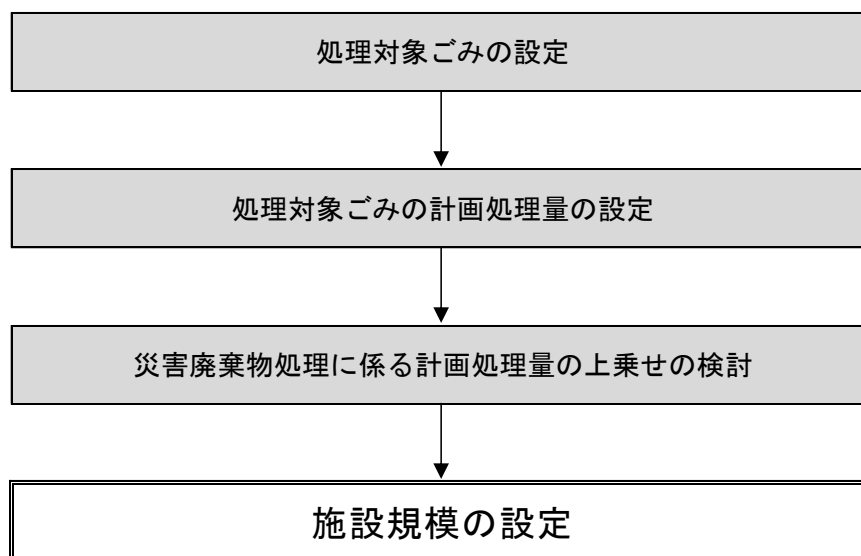 処理対象ごみの設定
処理対象ごみの計画処理量の設定
災害廃棄物処理に係る計画処理量の上乗せの検討
施設規模の設定